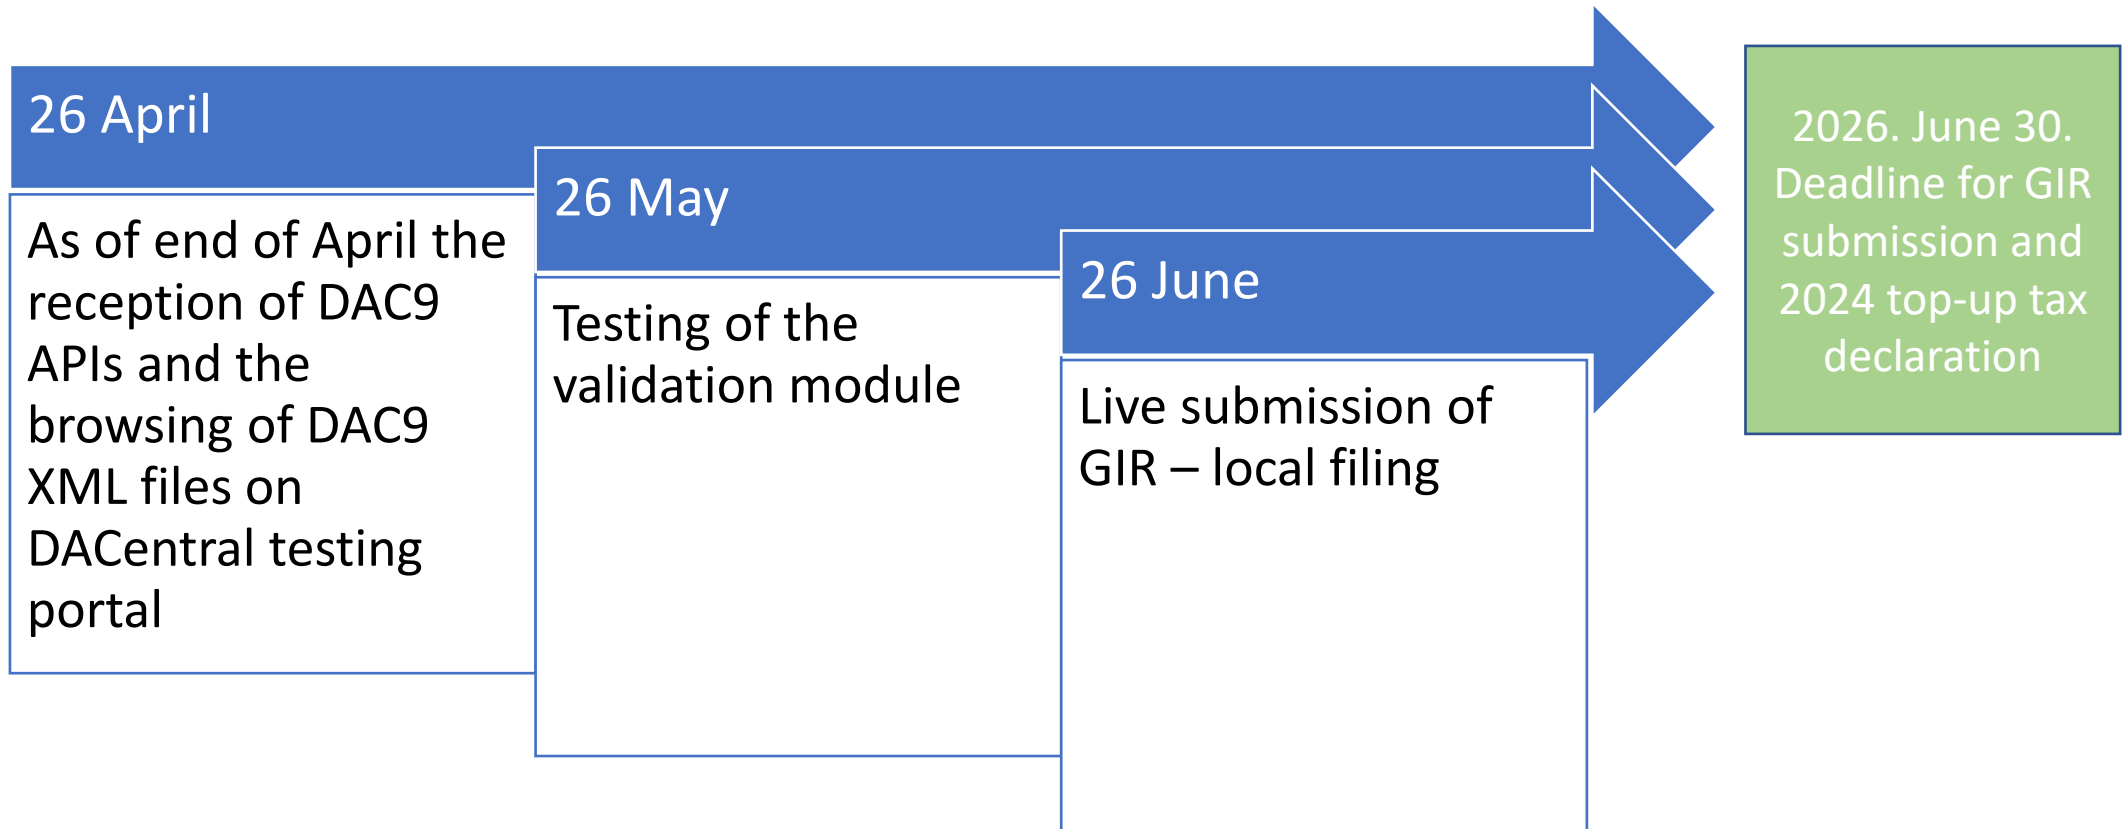 26 April
As of end of April the
reception of DAC9
APIs and the
browsing of DAC9
XML files on
DACentral testing
portal
26 May
Testing of the
validation module
26 June
Live submission of
GIR – local filing
2026. June 30.
Deadline for GIR
submission and
2024 top-up tax
declaration